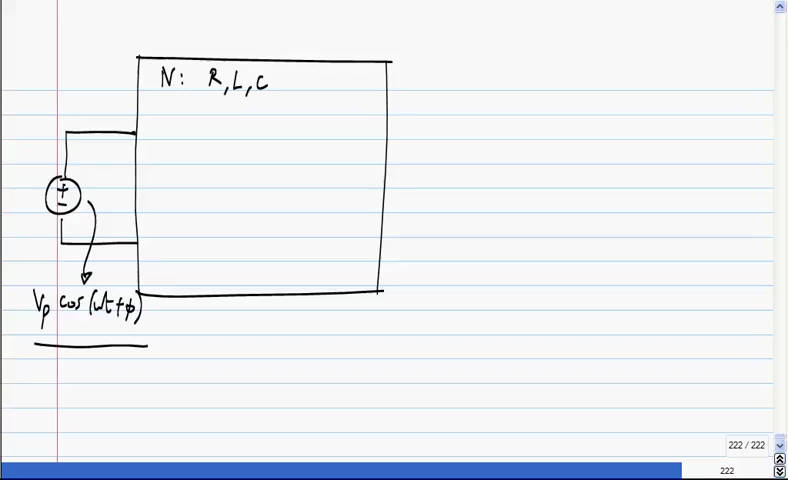 N: R, L, C
+
-
Vp cos(ωt+φ)
222 / 222
222